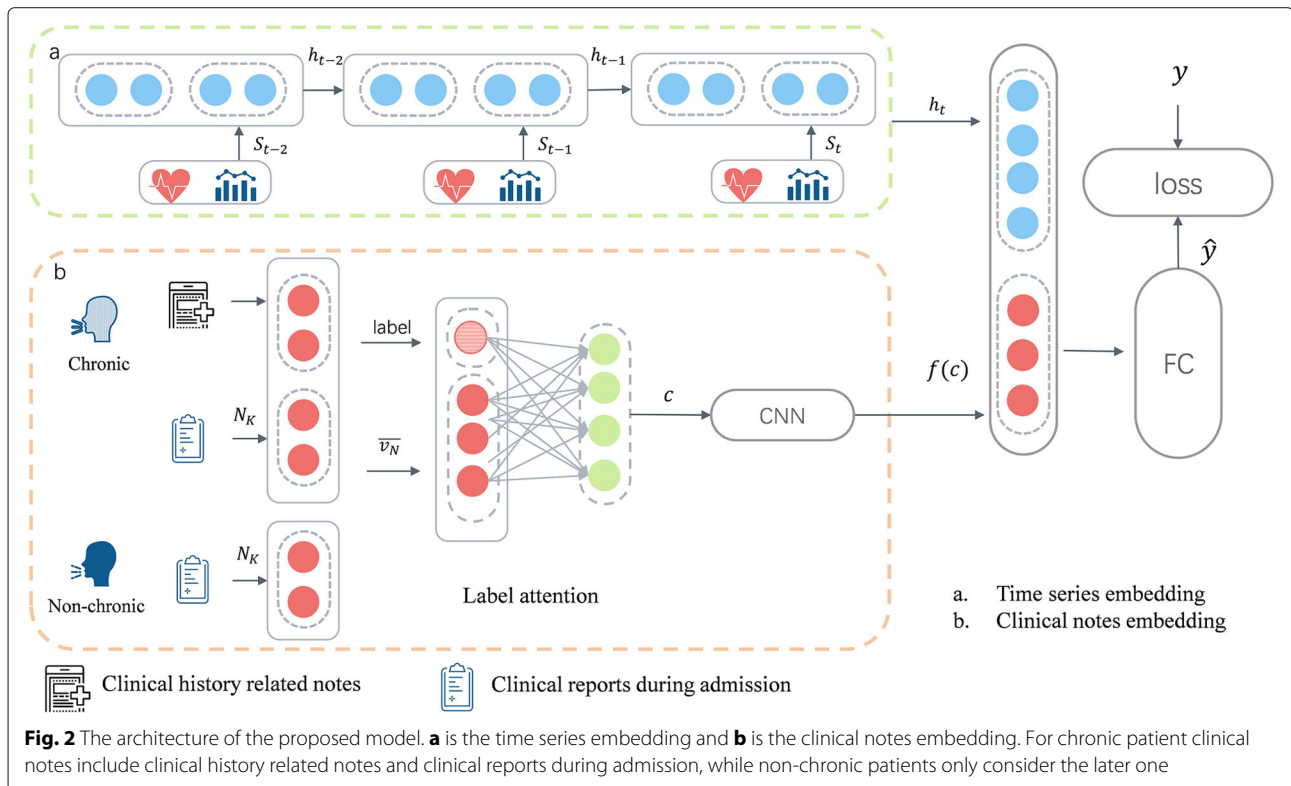 a
h_{t-2}
h_{t-1}
h_t
S_{t-2}
S_{t-1}
S_t
y
loss
ŷ
FC
b
Chronic
label
N_K
\overline{v_N}
c
CNN
f(c)
Non-chronic
N_K
Label attention
a. Time series embedding
b. Clinical notes embedding
Clinical history related notes
Clinical reports during admission
Fig. 2 The architecture of the proposed model. a is the time series embedding and b is the clinical notes embedding. For chronic patient clinical
notes include clinical history related notes and clinical reports during admission, while non-chronic patients only consider the later one